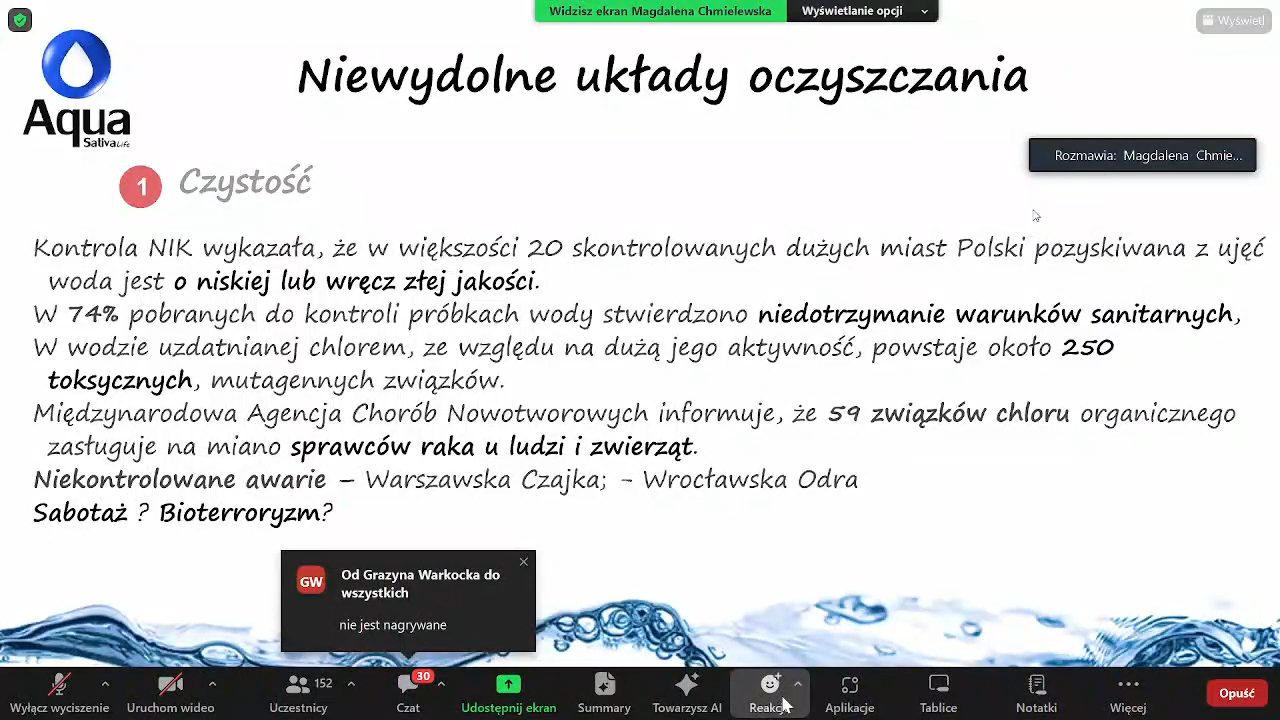 Widzisz ekran Magdalena Chmielewska
Wyświetlanie opcji
Wyświetl
Aqua
SalivaLife
Niewydolne układy oczyszczania
Rozmawia: Magdalena Chmie...
1 Czystość
Kontrola NIK wykazała, że w większości 20 skontrolowanych dużych miast Polski pozyskiwana z ujęć
woda jest o niskiej lub wręcz złej jakości.
W 74% pobranych do kontroli próbkach wody stwierdzono niedotrzymanie warunków sanitarnych,
W wodzie uzdatnianej chlorem, ze względu na dużą jego aktywność, powstaje około 250
toksycznych, mutagennych związków.
Międzynarodowa Agencja Chorób Nowotworowych informuje, że 59 związków chloru organicznego
zasługuje na miano sprawców raka u ludzi i zwierząt.
Niekontrolowane awarie – Warszawska Czajka; - Wrocławska Odra
Sabotaż ? Bioterroryzm?
GW
Od Grazyna Warkocka do
wszystkich
nie jest nagrywane
Wyłącz wyciszenie
Uruchom wideo
152
Uczestnicy
30
Czat
Udostępnij ekran
Summary
Towarzysz AI
Reakcje
Aplikacje
Tablice
Notatki
Więcej
Opuść